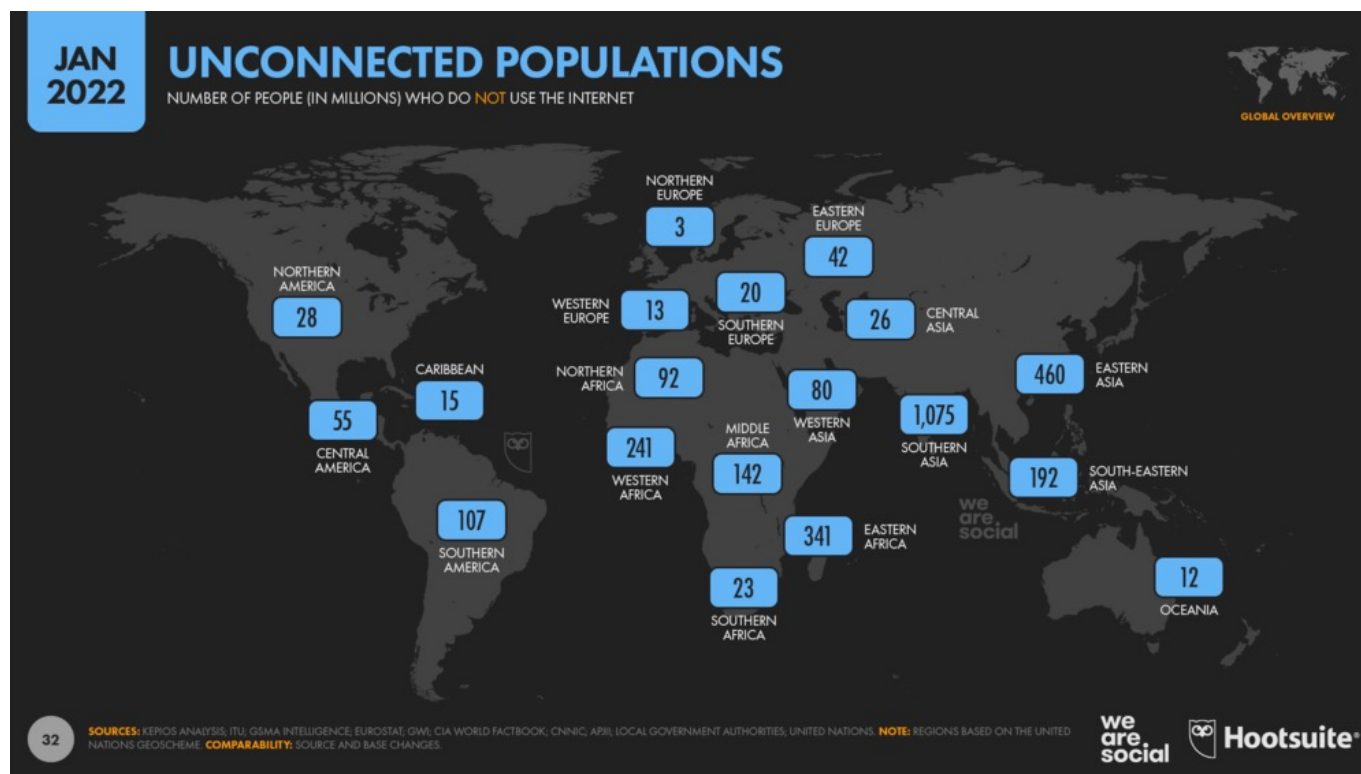 JAN
2022
UNCONNECTED POPULATIONS
NUMBER OF PEOPLE (IN MILLIONS) WHO DO NOT USE THE INTERNET
GLOBAL OVERVIEW
NORTHERN
EUROPE
3
EASTERN
EUROPE
42
NORTHERN
AMERICA
28
WESTERN
EUROPE
13
20
SOUTHERN
EUROPE
26
CENTRAL
ASIA
CARIBBEAN
15
NORTHERN
AFRICA
92
80
WESTERN
ASIA
460
EASTERN
ASIA
55
CENTRAL
AMERICA
241
WESTERN
AFRICA
MIDDLE
AFRICA
142
1,075
SOUTHERN
ASIA
192
SOUTH-EASTERN
ASIA
we
are.
social
107
SOUTHERN
AMERICA
341
EASTERN
AFRICA
23
SOUTHERN
AFRICA
12
OCEANIA
32
SOURCES: KEPIOS ANALYSIS; ITU; GSMA INTELLIGENCE; EUROSTAT; GWI; CIA WORLD FACTBOOK; CNNIC; APJII; LOCAL GOVERNMENT AUTHORITIES; UNITED NATIONS. NOTE: REGIONS BASED ON THE UNITED
NATIONS GEOSCHEME. COMPARABILITY: SOURCE AND BASE CHANGES.
we
are.
social
Hootsuite®